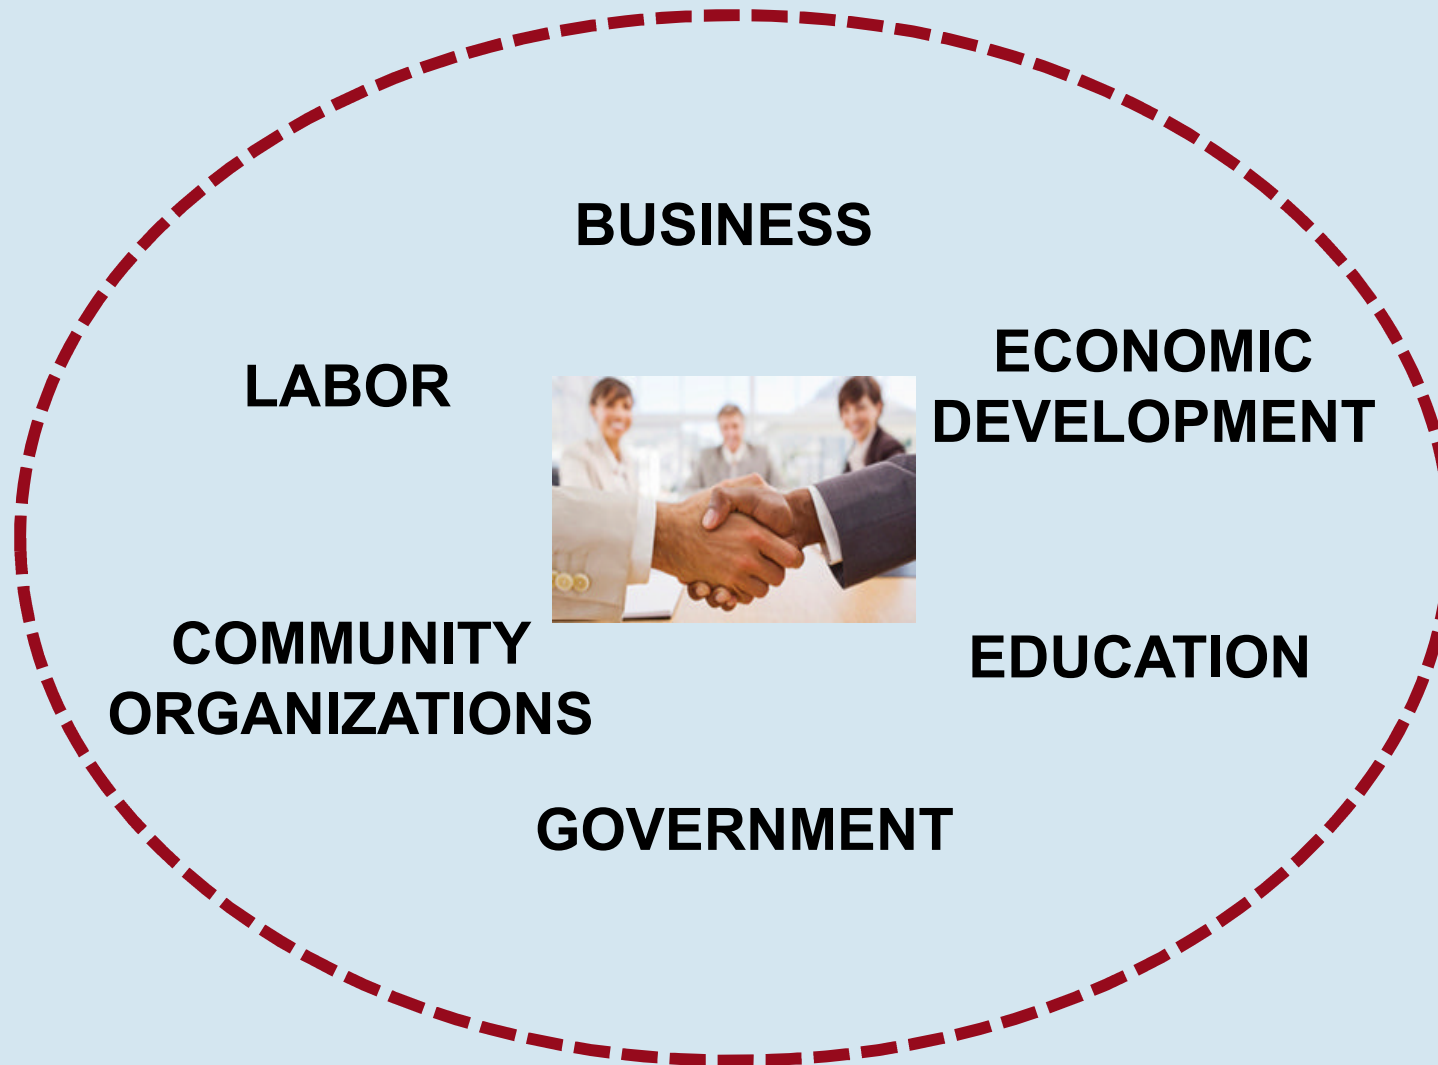 BUSINESS
ECONOMIC
DEVELOPMENT
LABOR
COMMUNITY
ORGANIZATIONS
EDUCATION
GOVERNMENT